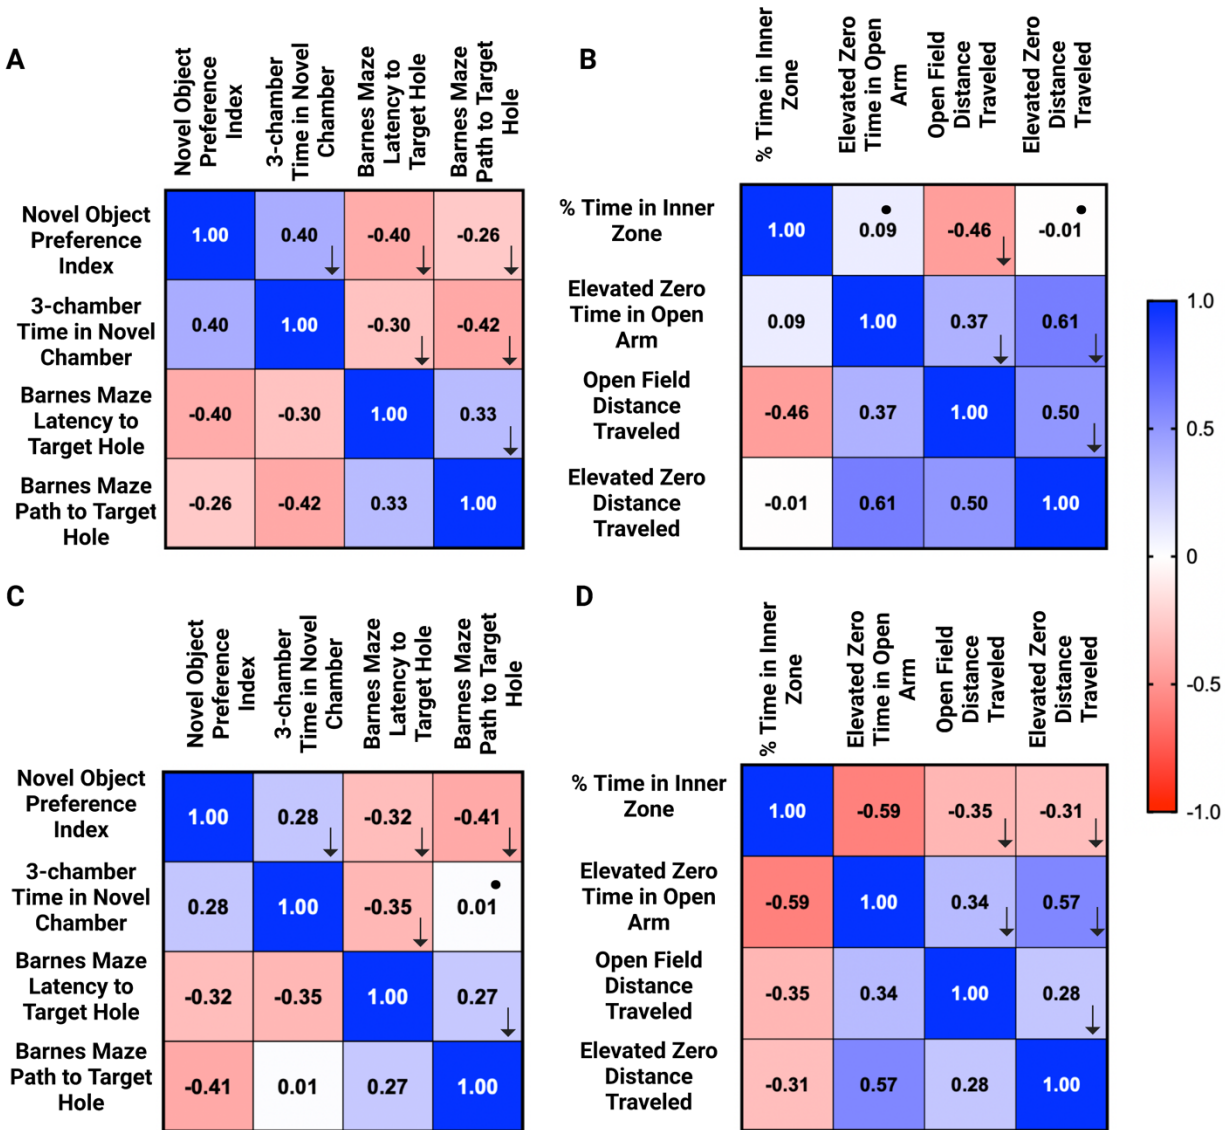 A
Novel Object
Preference
Index
3-chamber
Time in Novel
Chamber
Barnes Maze
Latency to
Target Hole
Barnes Maze
Path to Target
Hole
Novel Object
Preference
Index
1.00 0.40 -0.40 -0.26
3-chamber
Time in Novel
Chamber
0.40 1.00 -0.30 -0.42
Barnes Maze
Latency to
Target Hole
-0.40 -0.30 1.00 0.33
Barnes Maze
Path to Target
Hole
-0.26 -0.42 0.33 1.00
B
% Time in Inner
Zone
Elevated Zero
Time in Open
Arm
Open Field
Distance
Traveled
Elevated Zero
Distance
Traveled
% Time in Inner
Zone
1.00 0.09 -0.46 -0.01
Elevated Zero
Time in Open
Arm
0.09 1.00 0.37 0.61
Open Field
Distance
Traveled
-0.46 0.37 1.00 0.50
Elevated Zero
Distance
Traveled
-0.01 0.61 0.50 1.00
1.0
0.5
0
-0.5
-1.0
C
Novel Object
Preference
Index
3-chamber
Time in Novel
Chamber
Barnes Maze
Latency to
Target Hole
Barnes Maze
Path to Target
Hole
Novel Object
Preference
Index
1.00 0.28 -0.32 -0.41
3-chamber
Time in Novel
Chamber
0.28 1.00 -0.35 0.01
Barnes Maze
Latency to
Target Hole
-0.32 -0.35 1.00 0.27
Barnes Maze
Path to Target
Hole
-0.41 0.01 0.27 1.00
D
% Time in Inner
Zone
Elevated Zero
Time in Open
Arm
Open Field
Distance
Traveled
Elevated Zero
Distance
Traveled
% Time in Inner
Zone
1.00 -0.59 -0.35 -0.31
Elevated Zero
Time in Open
Arm
-0.59 1.00 0.34 0.57
Open Field
Distance
Traveled
-0.35 0.34 1.00 0.28
Elevated Zero
Distance
Traveled
-0.31 0.57 0.28 1.00